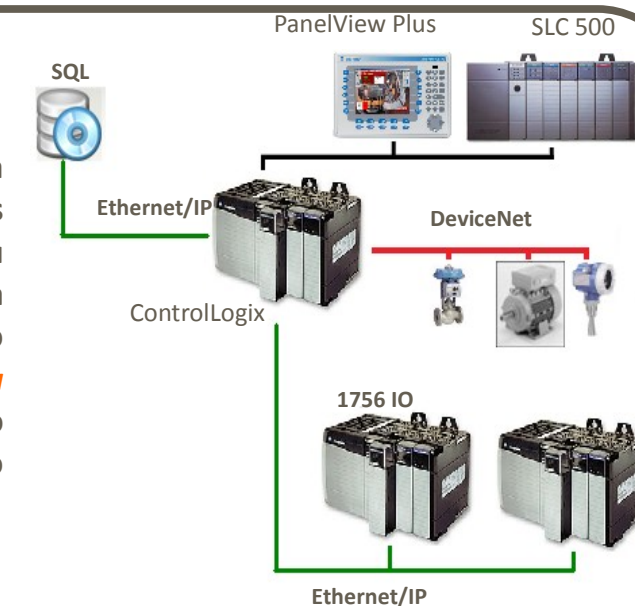 PanelView Plus
SLC 500
SQL
Ethernet/IP
DeviceNet
ControlLogix
1756 IO
Ethernet/IP